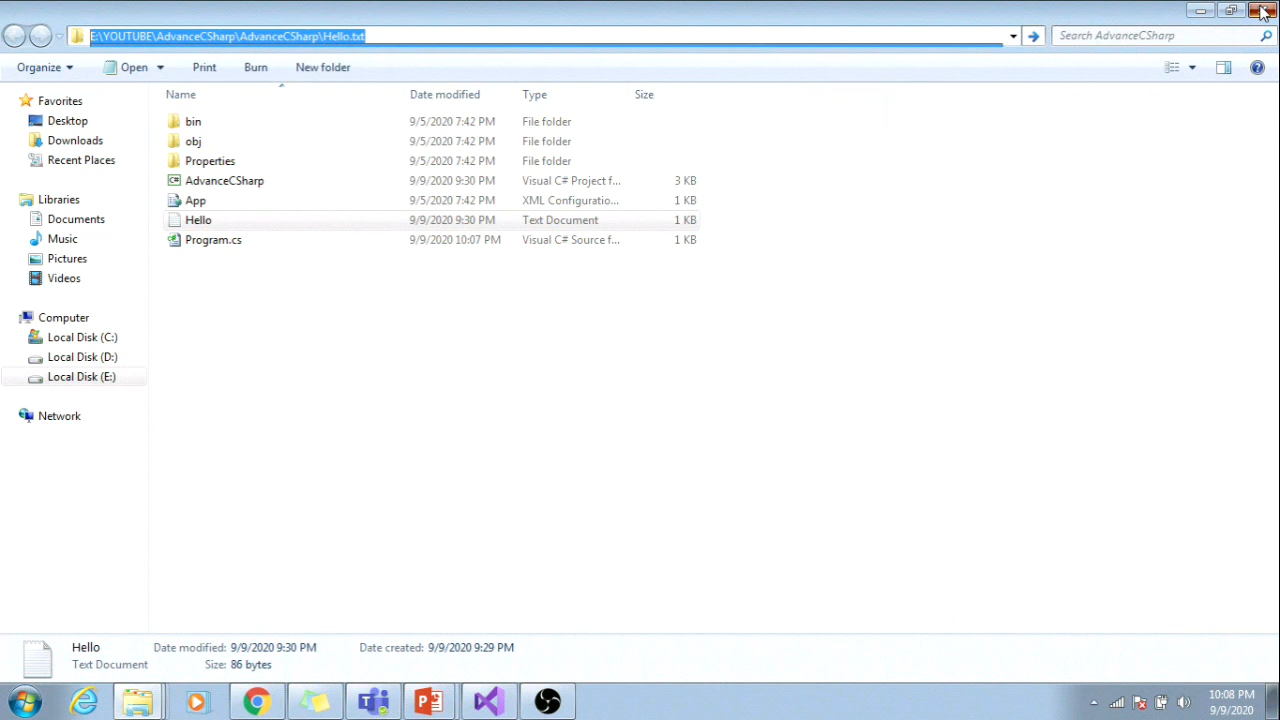 E:\YOUTUBE\AdvanceCSharp\AdvanceCSharp\Hello.txt
Search AdvanceCSharp
Organize Open Print Burn New folder
Name Date modified Type Size
Favorites
Desktop
Downloads
Recent Places
Libraries
Documents
Music
Pictures
Videos
Computer
Local Disk (C:)
Local Disk (D:)
Local Disk (E:)
Network
bin 9/5/2020 7:42 PM File folder
obj 9/5/2020 7:42 PM File folder
Properties 9/5/2020 7:42 PM File folder
AdvanceCSharp 9/9/2020 9:30 PM Visual C# Project f... 3 KB
App 9/5/2020 7:42 PM XML Configuratio... 1 KB
Hello 9/9/2020 9:30 PM Text Document 1 KB
Program.cs 9/9/2020 10:07 PM Visual C# Source f... 1 KB
Hello Date modified: 9/9/2020 9:30 PM Date created: 9/9/2020 9:29 PM
Text Document Size: 86 bytes
10:08 PM
9/9/2020